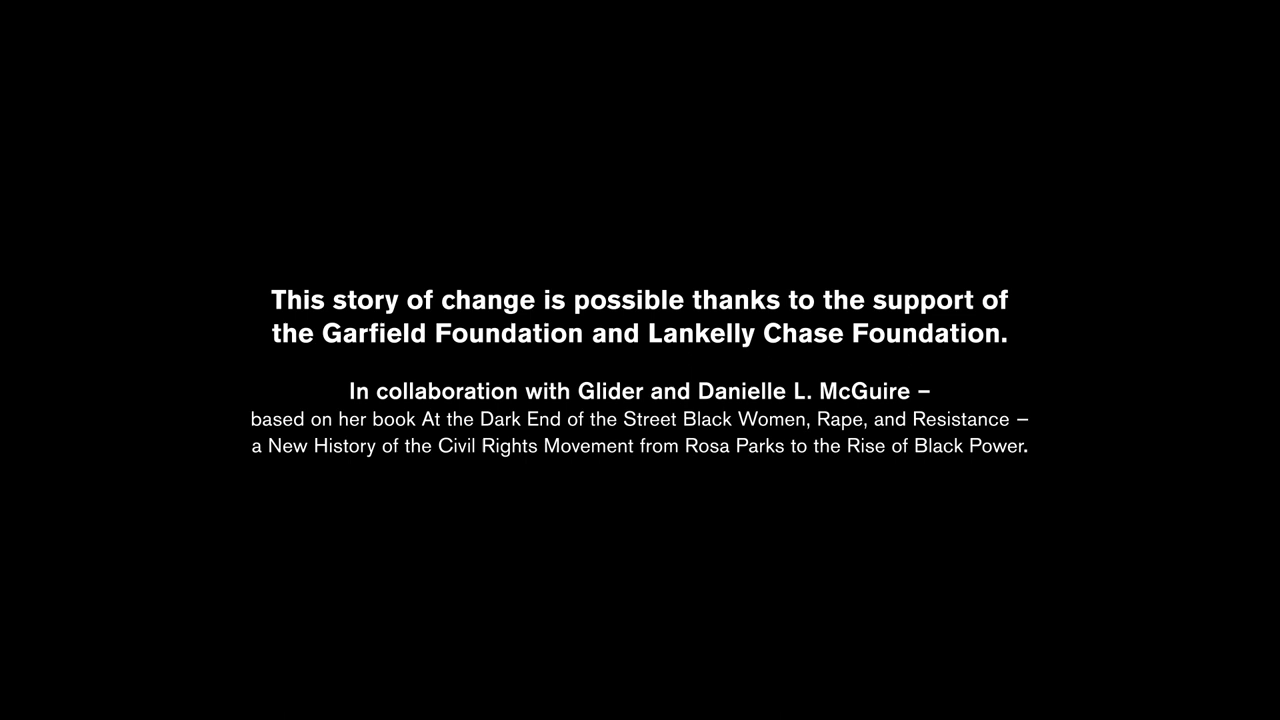 This story of change is possible thanks to the support of
the Garfield Foundation and Lankelly Chase Foundation.
In collaboration with Glider and Danielle L. McGuire –
based on her book At the Dark End of the Street Black Women, Rape, and Resistance –
a New History of the Civil Rights Movement from Rosa Parks to the Rise of Black Power.